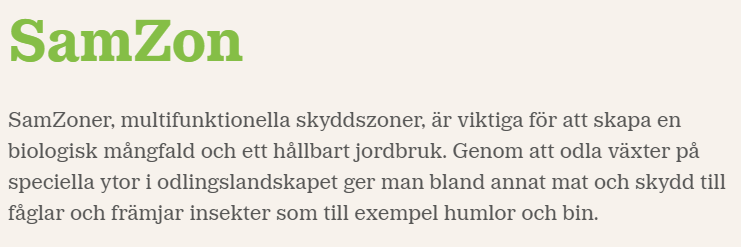 SamZon
SamZoner, multifunktionella skyddszoner, är viktiga för att skapa en
biologisk mångfald och ett hållbart jordbruk. Genom att odla växter på
speciella ytor i odlingslandskapet ger man bland annat mat och skydd till
fåglar och främjar insekter som till exempel humlor och bin.